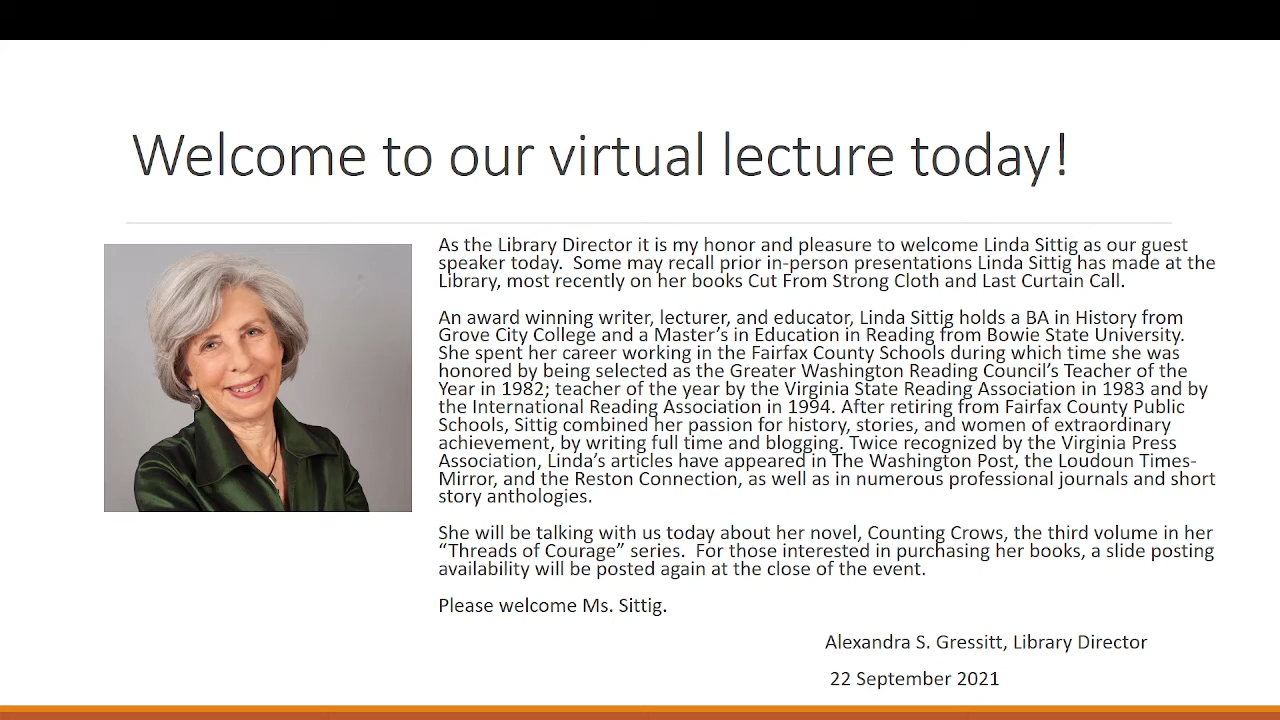 Welcome to our virtual lecture today!
As the Library Director it is my honor and pleasure to welcome Linda Sittig as our guest
speaker today.  Some may recall prior in-person presentations Linda Sittig has made at the
Library, most recently on her books Cut From Strong Cloth and Last Curtain Call.
An award winning writer, lecturer, and educator, Linda Sittig holds a BA in History from
Grove City College and a Master’s in Education in Reading from Bowie State University.
She spent her career working in the Fairfax County Schools during which time she was
honored by being selected as the Greater Washington Reading Council’s Teacher of the
Year in 1982; teacher of the year by the Virginia State Reading Association in 1983 and by
the International Reading Association in 1994. After retiring from Fairfax County Public
Schools, Sittig combined her passion for history, stories, and women of extraordinary
achievement, by writing full time and blogging. Twice recognized by the Virginia Press
Association, Linda’s articles have appeared in The Washington Post, the Loudoun Times-
Mirror, and the Reston Connection, as well as in numerous professional journals and short
story anthologies.
She will be talking with us today about her novel, Counting Crows, the third volume in her
“Threads of Courage” series.  For those interested in purchasing her books, a slide posting
availability will be posted again at the close of the event.
Please welcome Ms. Sittig.
Alexandra S. Gressitt, Library Director
22 September 2021